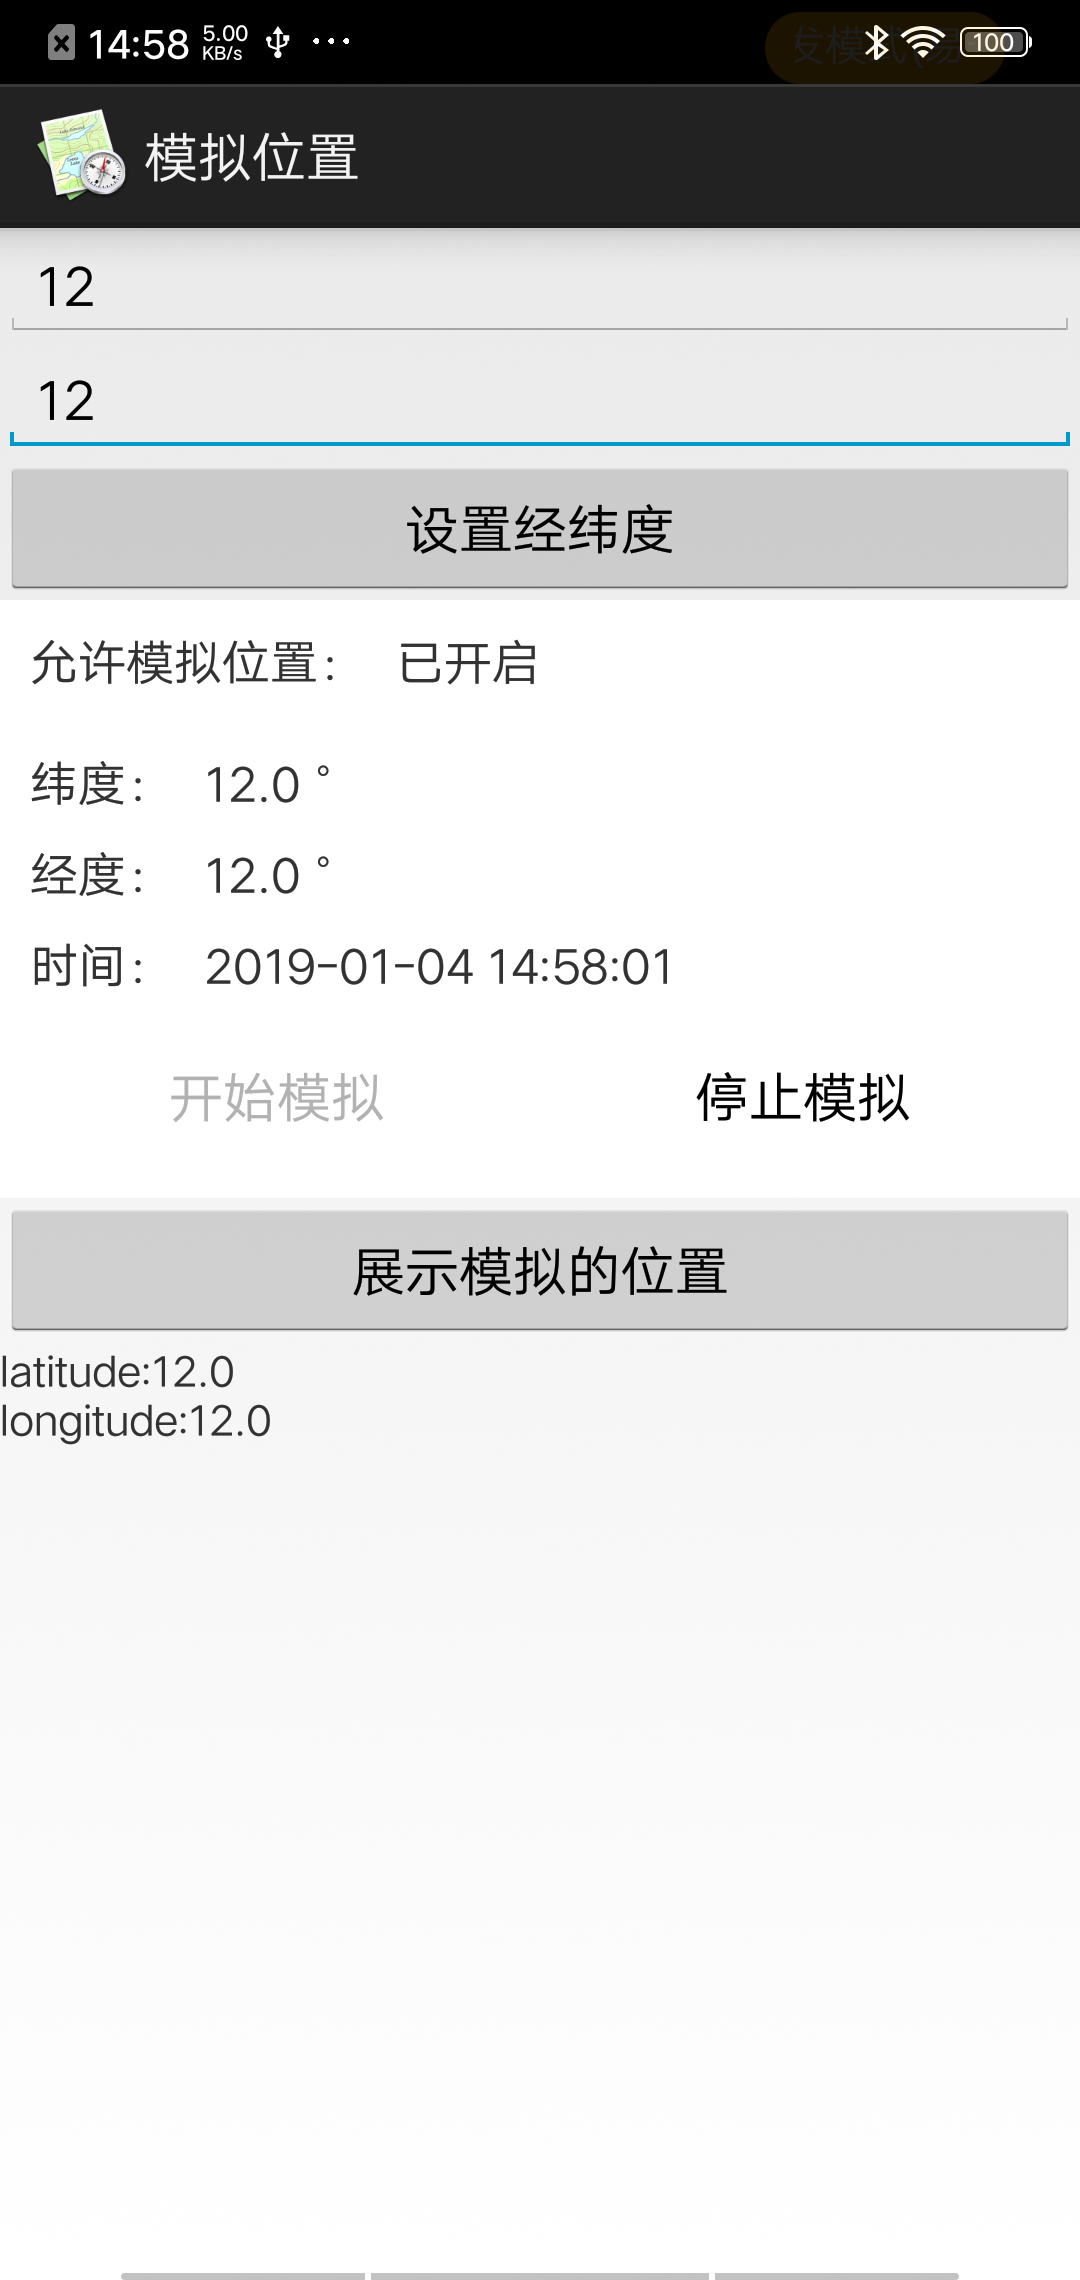 14:58 5.00 KB/s ... 100
模拟位置
12
12
设置经纬度
允许模拟位置： 已开启
纬度： 12.0 °
经度： 12.0 °
时间： 2019-01-04 14:58:01
开始模拟 停止模拟
展示模拟的位置
latitude:12.0
longitude:12.0